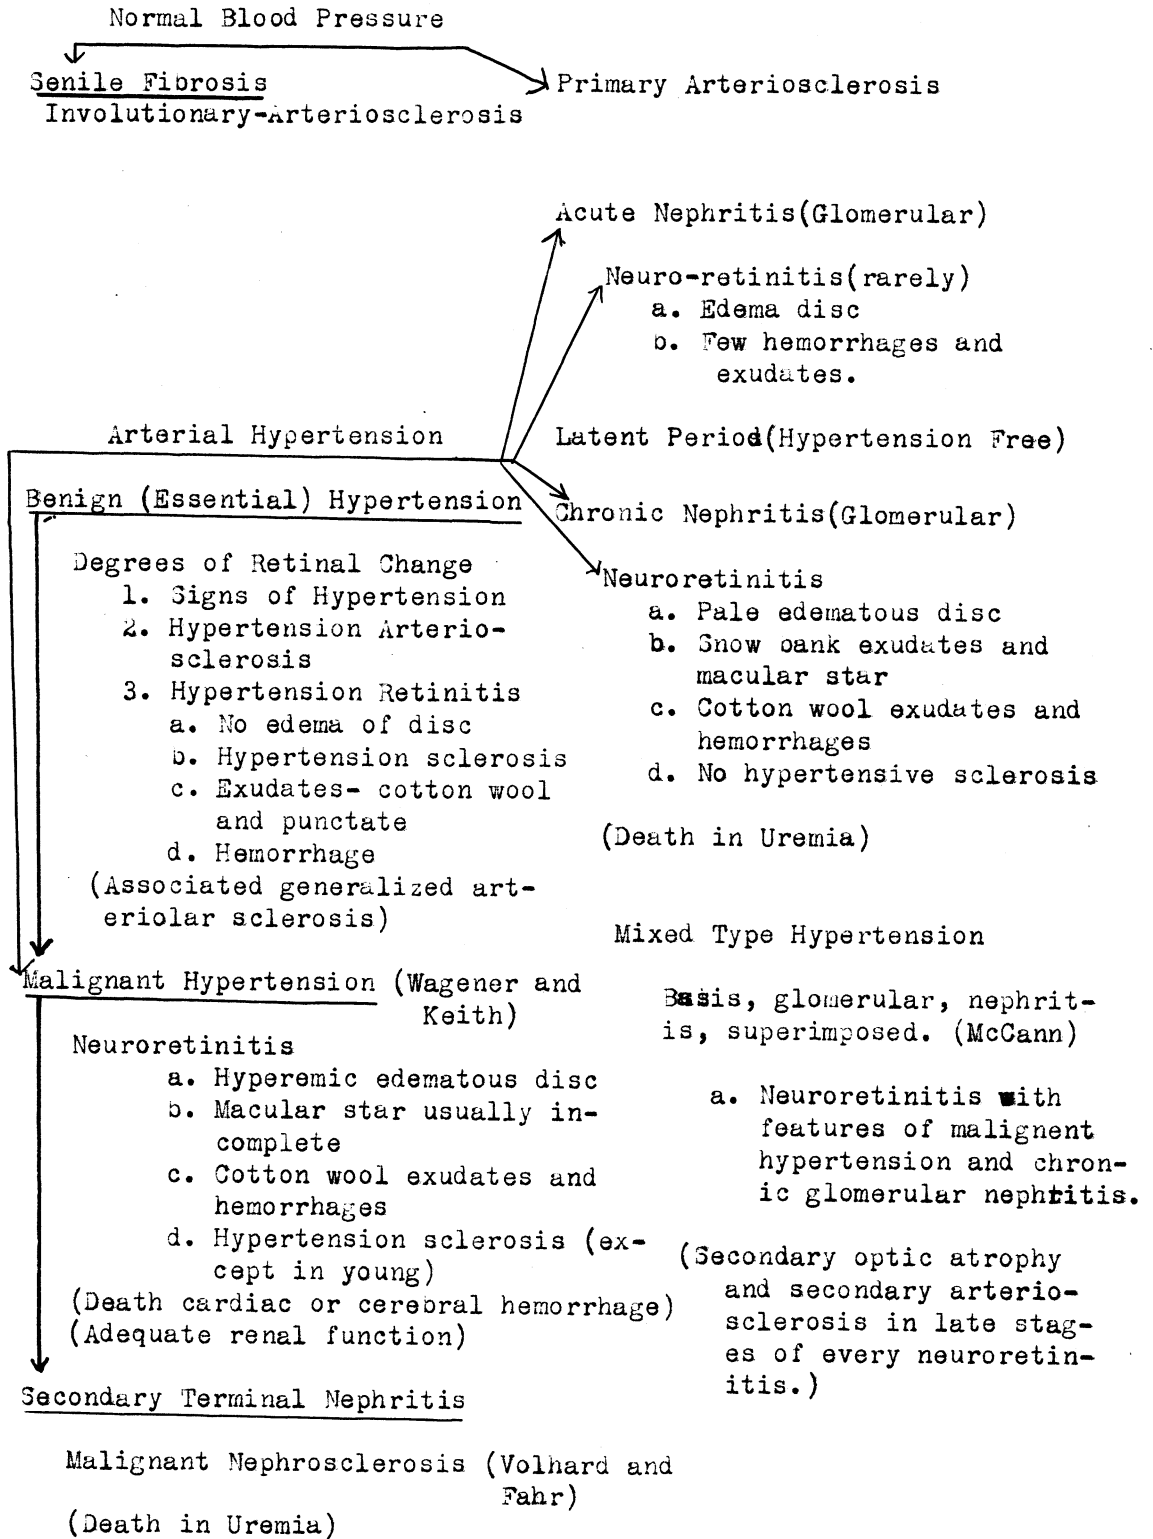 Normal Blood Pressure
Senile Fibrosis
Involutionary-Arteriosclerosis
Primary Arteriosclerosis
Acute Nephritis(Glomerular)
Neuro-retinitis(rarely)
a. Edema disc
b. Few hemorrhages and
exudates.
Arterial Hypertension
Latent Period(Hypertension Free)
Benign (Essential) Hypertension
Chronic Nephritis(Glomerular)
Degrees of Retinal Change
1. Signs of Hypertension
2. Hypertension Arterio-
sclerosis
3. Hypertension Retinitis
a. No edema of disc
b. Hypertension sclerosis
c. Exudates- cotton wool
and punctate
d. Hemorrhage
(Associated generalized art-
eriolar sclerosis)
Neuroretinitis
a. Pale edematous disc
b. Snow bank exudates and
macular star
c. Cotton wool exudates and
hemorrhages
d. No hypertensive sclerosis
(Death in Uremia)
Malignant Hypertension (Wagener and
Keith)
Neuroretinitis
a. Hyperemic edematous disc
b. Macular star usually in-
complete
c. Cotton wool exudates and
hemorrhages
d. Hypertension sclerosis (ex-
cept in young)
(Death cardiac or cerebral hemorrhage)
(Adequate renal function)
Mixed Type Hypertension
Basis, glomerular, nephrit-
is, superimposed. (McCann)
a. Neuroretinitis with
features of malignent
hypertension and chron-
ic glomerular nephritis.
(Secondary optic atrophy
and secondary arterio-
sclerosis in late stag-
es of every neuroretin-
itis.)
Secondary Terminal Nephritis
Malignant Nephrosclerosis (Volhard and
Fahr)
(Death in Uremia)